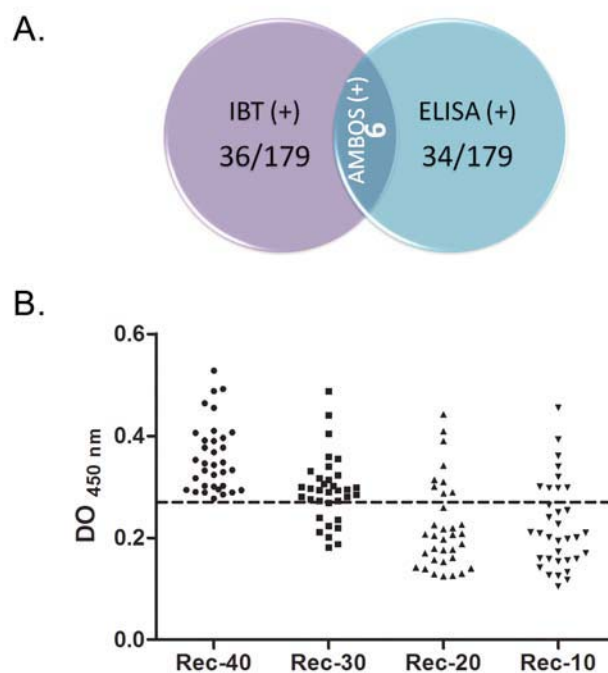 A.
IBT (+)
36/179
AMBOS (+)
6
ELISA (+)
34/179
B.
DO 450 nm
0.6
0.4
0.2
0.0
Rec-40 Rec-30 Rec-20 Rec-10